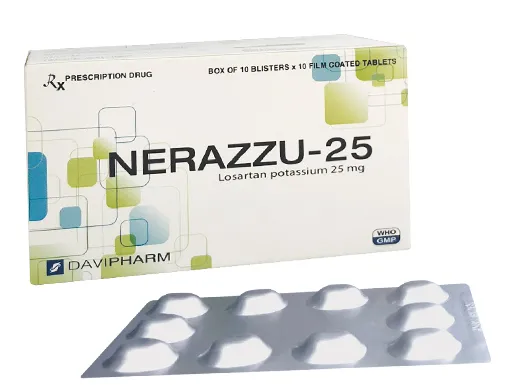 Rx PRESCRIPTION DRUG
BOX OF 10 BLISTERS x 10 FILM COATED TABLETS
NERAZZU-25
Losartan potassium 25 mg
WHO
GMP
DAVIPHARM